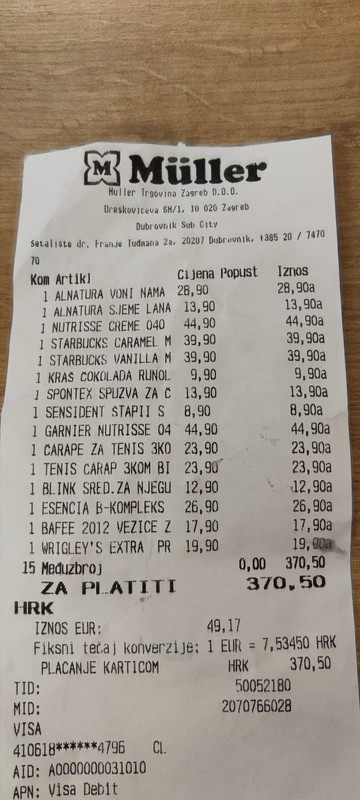 M Müller
Muller Trgovina Zagreb D.O.O.
Oreskoviceva 6H/1, 10 020 Zagreb
Dubrovnik Sub City
Setaliste dr. Franje Tudmana 2a, 20207 Dubrovnik, +385 20 / 7470
70
Kom Artikl Cijena Popust Iznos
1 ALNATURA VONI NAMA 28,90 28,90a
1 ALNATURA SJEME LANA 13,90 13,90a
1 NUTRISSE CREME 040 44,90 44,90a
1 STARBUCKS CARAMEL M 39,90 39,90a
1 STARBUCKS VANILLA M 39,90 39,90a
1 KRAS COKOLADA RUNOL 9,90 9,90a
1 SPONTEX SPUZVA ZA C 13,90 13,90a
1 SENSIDENT STAPII S 8,90 8,90a
1 GARNIER NUTRISSE 04 44,90 44,90a
1 CARAPE ZA TENIS 3KO 23,90 23,90a
1 TENIS CARAP 3KOM BI 23,90 23,90a
1 BLINK SRED.ZA NJEGU 12,90 12,90a
1 ESENCIA B-KOMPLEKS 26,90 26,90a
1 BAFEE 2012 VEZICE Z 17,90 17,90a
1 WRIGLEY'S EXTRA PR 19,90 19,90a
15 Meduzbroj 0,00 370,50
ZA PLATITI 370,50
HRK
IZNOS EUR: 49,17
Fiksni tečaj konverzije: 1 EUR = 7,53450 HRK
PLACANJE KARTICOM HRK 370,50
TID: 50052180
MID: 2070766028
VISA
410618******4796 CL
AID: A0000000031010
APN: Visa Debit